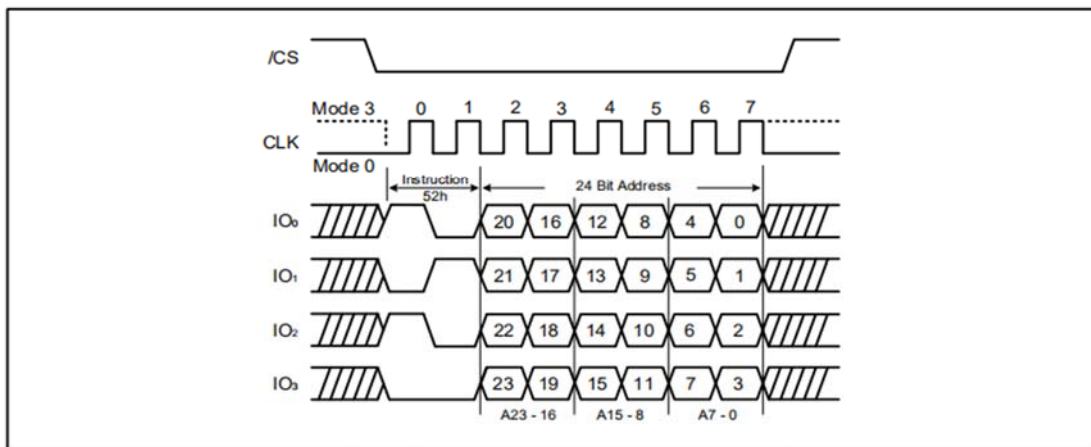 /CS
Mode 3 0 1 2 3 4 5 6 7
CLK
Mode 0
Instruction
52h
24 Bit Address
IO₀ 20 16 12 8 4 0
IO₁ 21 17 13 9 5 1
IO₂ 22 18 14 10 6 2
IO₃ 23 19 15 11 7 3
A23 - 16 A15 - 8 A7 - 0